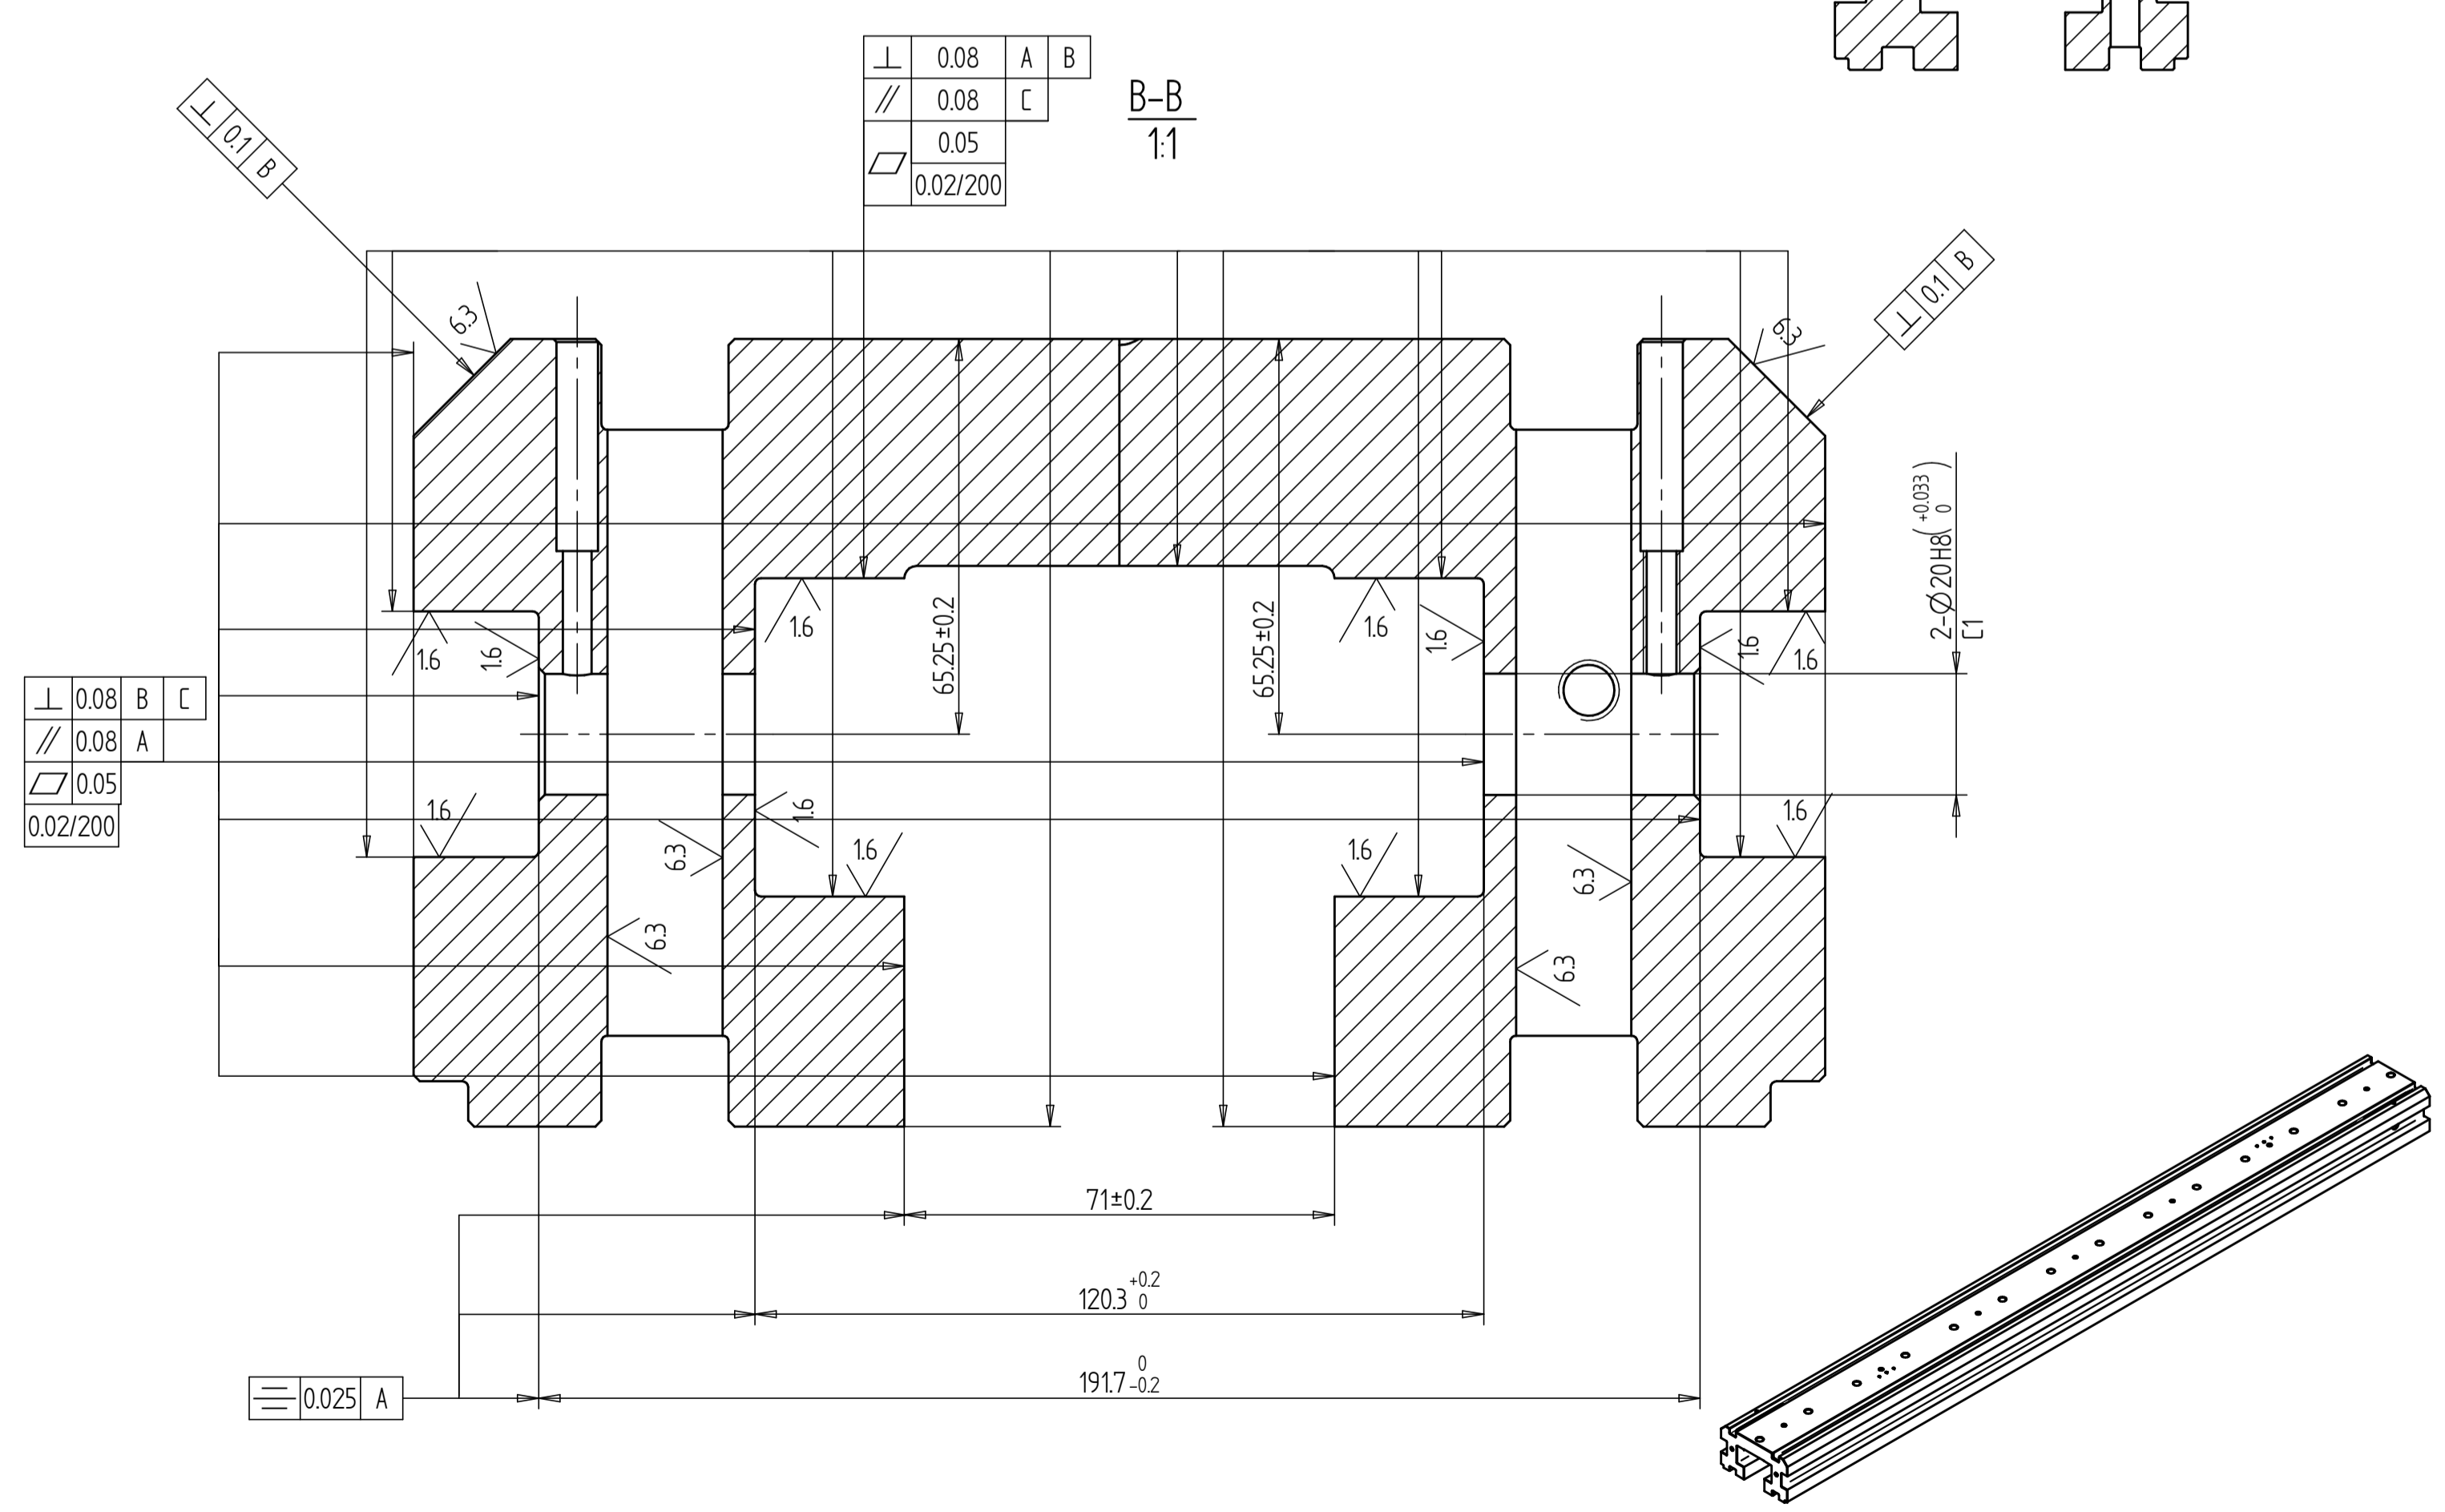 ⊥ 0.08 A B
// 0.08 C
⏥ 0.05
0.02/200
B-B
1:1
⊥ 0.1 B
⊥ 0.1 B
6.3
6.3
65.25±0.2
65.25±0.2
2-Ø20H8(+0.033 0)
C1
1.6
1.6
1.6
1.6
1.6
1.6
1.6
1.6
⊥ 0.08 B C
// 0.08 A
⏥ 0.05
0.02/200
1.6
1.6
1.6
1.6
1.6
6.3
6.3
6.3
6.3
71±0.2
120.3 +0.2 0
191.7 0 -0.2
⌯ 0.025 A